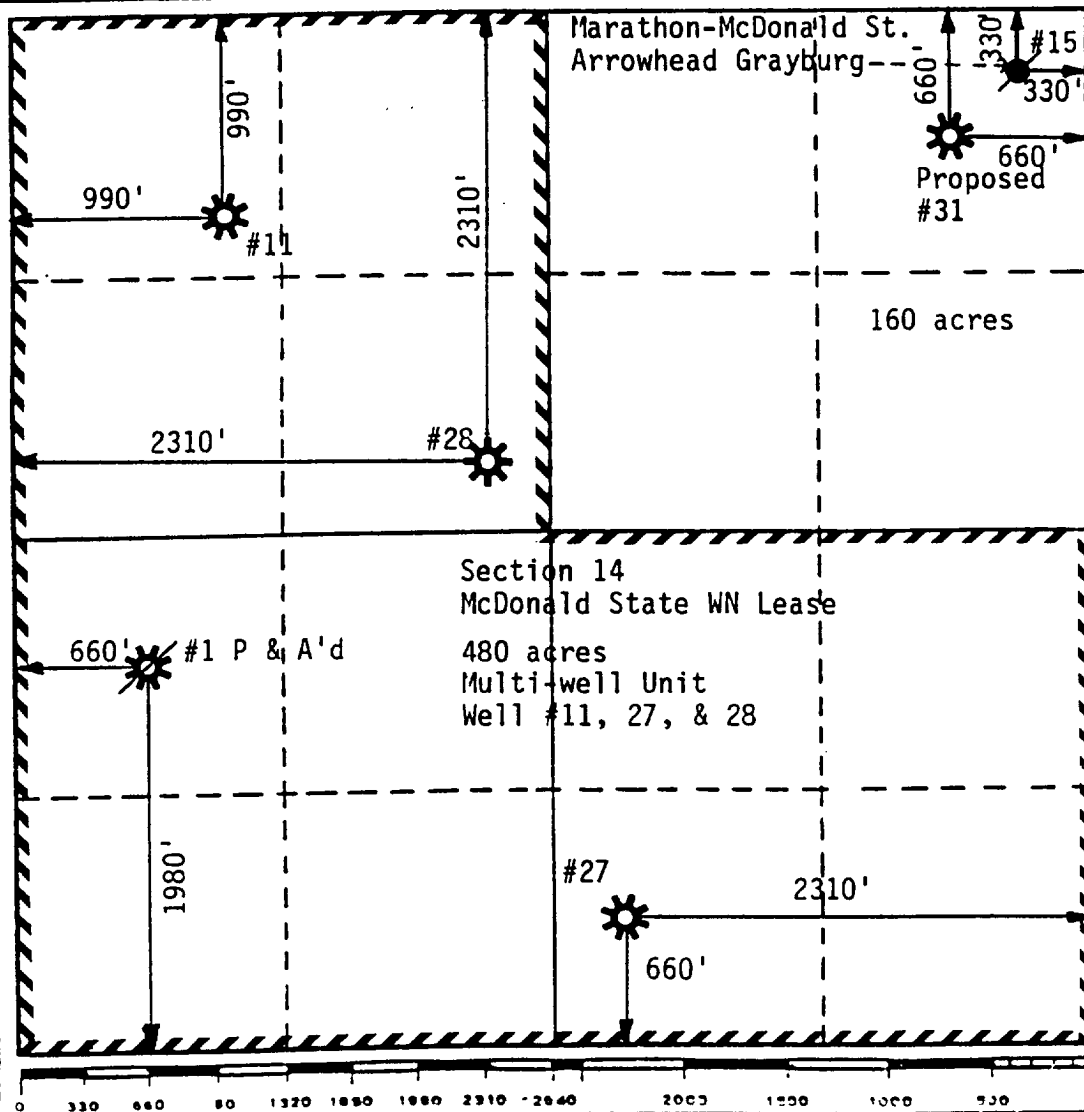 Marathon-McDonald St.
Arrowhead Grayburg--
#15
330'
330'
660'
660'
Proposed
#31
990'
990'
#11
2310'
2310'
#28
160 acres
Section 14
McDonald State WN Lease
480 acres
Multi-well Unit
Well #11, 27, & 28
660'
#1 P & A'd
1980'
#27
2310'
660'
0 330 660 1320 1650 1980 2310 2640 2000 1000 500